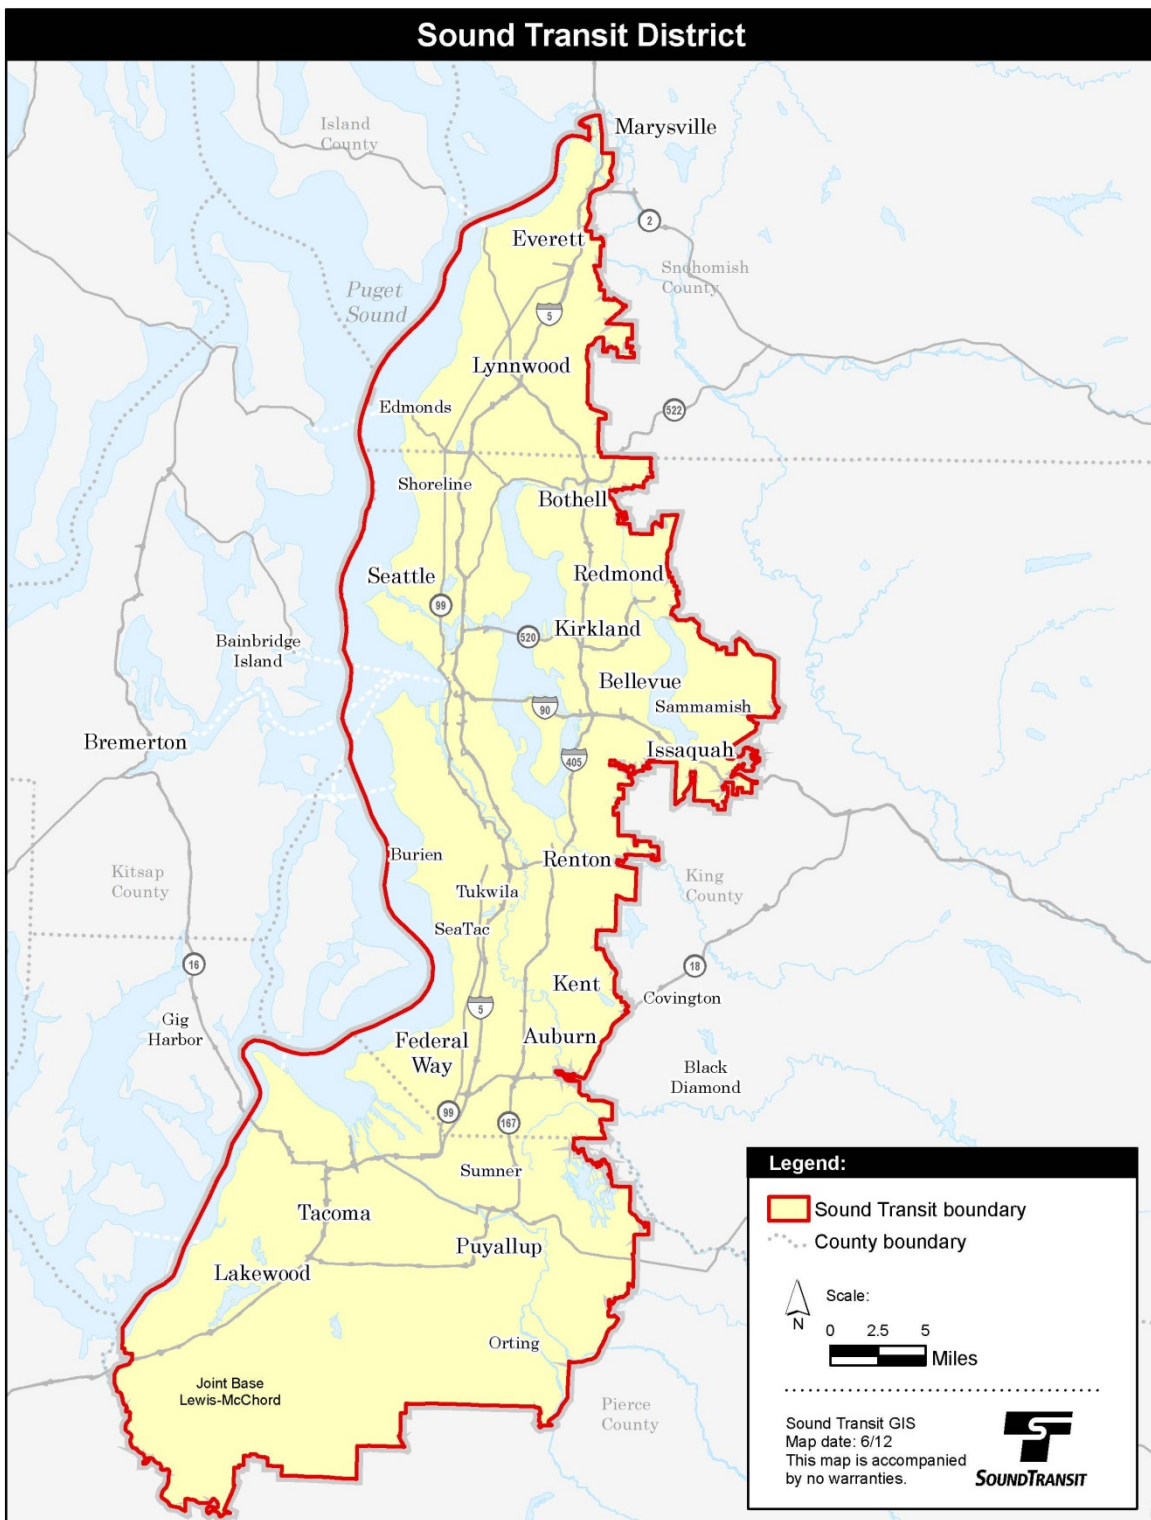 Sound Transit District
Marysville
Island
County
2
Everett
Snohomish
County
Puget
Sound
5
Lynnwood
Edmonds
522
Shoreline
Bothell
Seattle
Redmond
99
520
Kirkland
Bainbridge
Island
Bellevue
Sammamish
90
Bremerton
Issaquah
405
Burien
Renton
Kitsap
County
King
County
Tukwila
SeaTac
16
18
Kent
Covington
5
Gig
Harbor
Federal
Way
Auburn
Black
Diamond
99
167
Sumner
Tacoma
Puyallup
Lakewood
Orting
Joint Base
Lewis-McChord
Pierce
County
Legend:
Sound Transit boundary
County boundary
N
Scale:
0 2.5 5
Miles
Sound Transit GIS
Map date: 6/12
This map is accompanied
by no warranties.
SOUNDTRANSIT